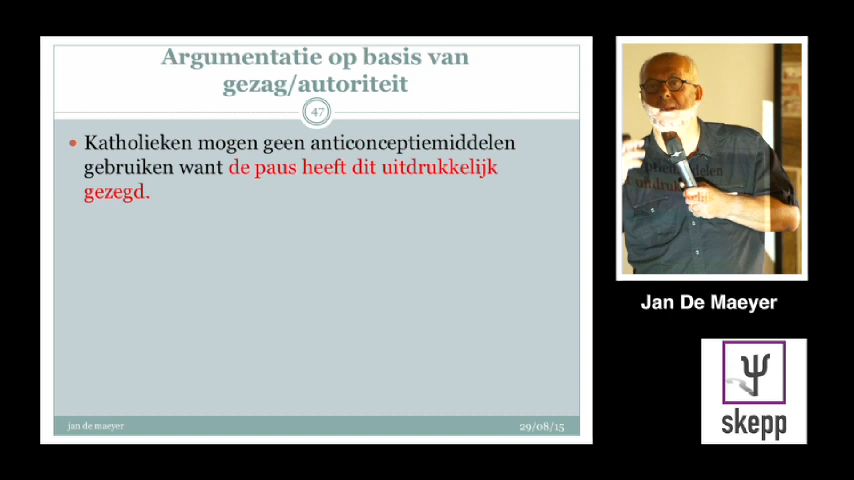 Argumentatie op basis van
gezag/autoriteit
47
Katholieken mogen geen anticonceptiemiddelen
gebruiken want de paus heeft dit uitdrukkelijk
gezegd.
jan de maeyer
29/08/15
Jan De Maeyer
skepp